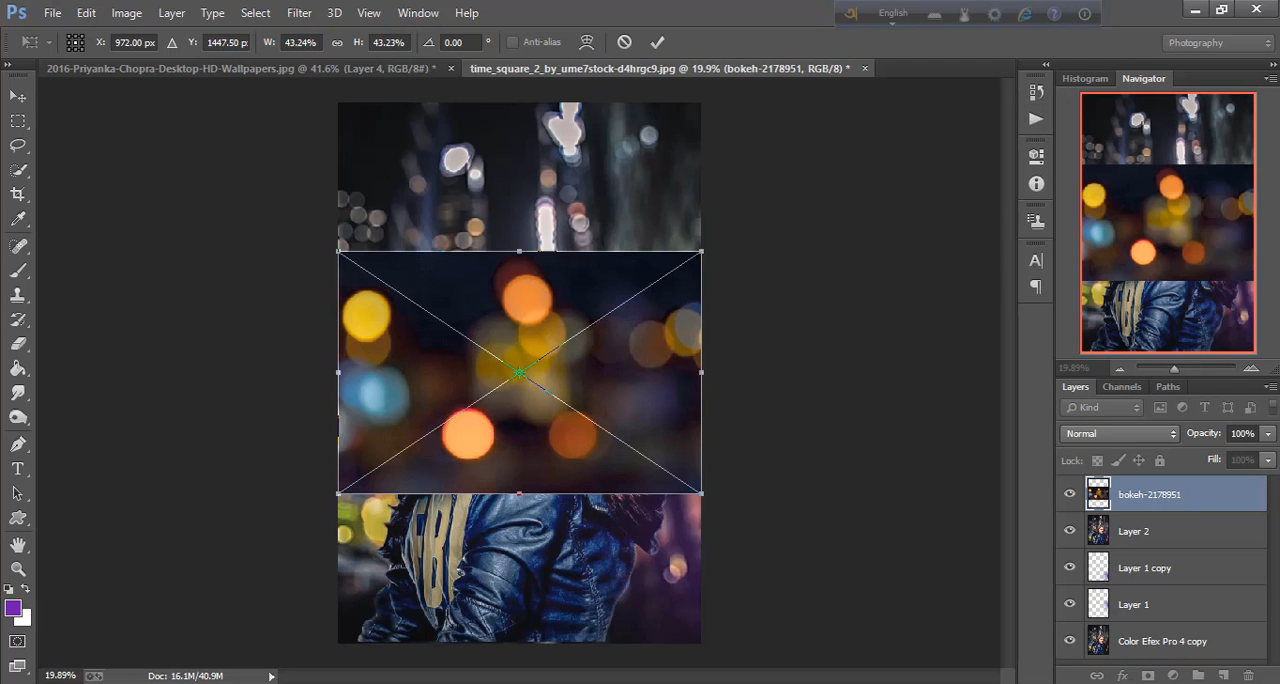 Ps File Edit Image Layer Type Select Filter 3D View Window Help English
X: 972.00 px Y: 1447.50 p: W: 43.24% H: 43.23% 0.00 ° Anti-alias Photography
2016-Priyanka-Chopra-Desktop-HD-Wallpapers.jpg @ 41.6% (Layer 4, RGB/8#) * × time_square_2_by_ume7stock-d4hrgc9.jpg @ 19.9% (bokeh-2178951, RGB/8) * × Histogram Navigator
19.89%
Layers Channels Paths
Kind
Normal Opacity: 100%
Lock: Fill: 100%
bokeh-2178951
Layer 2
Layer 1 copy
Layer 1
Color Efex Pro 4 copy
19.89% Doc: 16.1M/40.9M